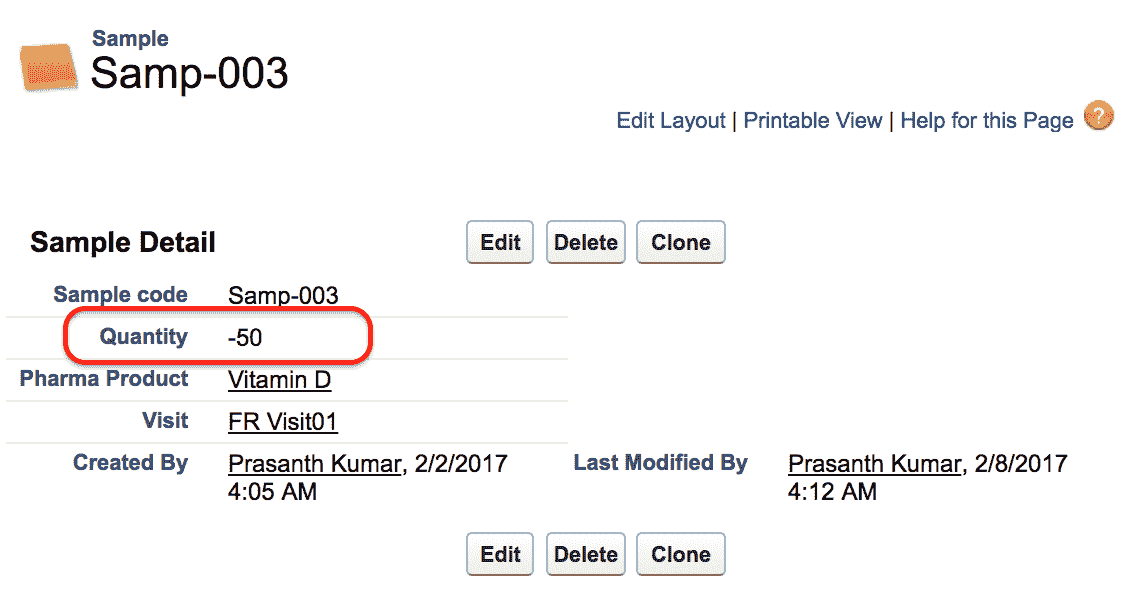 Sample
Samp-003
Edit Layout | Printable View | Help for this Page ?
Sample Detail Edit Delete Clone
Sample code Samp-003
Quantity -50
Pharma Product Vitamin D
Visit FR Visit01
Created By Prasanth Kumar, 2/2/2017 Last Modified By Prasanth Kumar, 2/8/2017
4:05 AM 4:12 AM
Edit Delete Clone